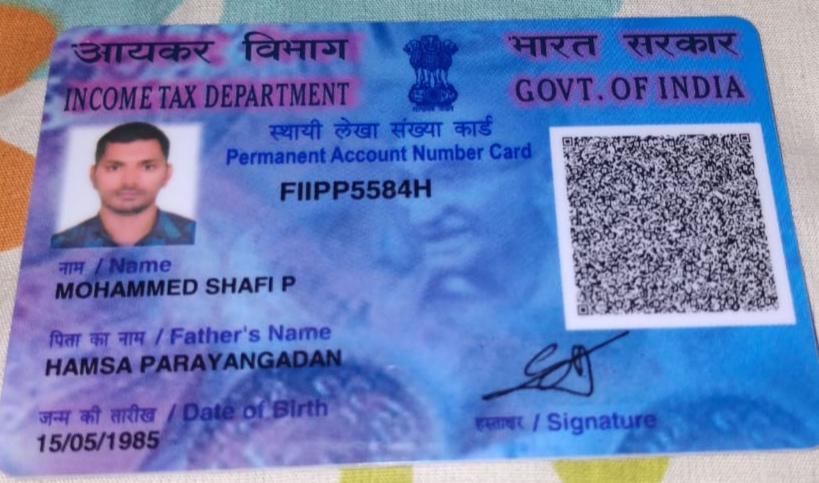 आयकर विभाग
INCOME TAX DEPARTMENT
भारत सरकार
GOVT. OF INDIA
स्थायी लेखा संख्या कार्ड
Permanent Account Number Card
FIIPP5584H
नाम / Name
MOHAMMED SHAFI P
पिता का नाम / Father's Name
HAMSA PARAYANGADAN
जन्म की तारीख / Date of Birth
15/05/1985
हस्ताक्षर / Signature